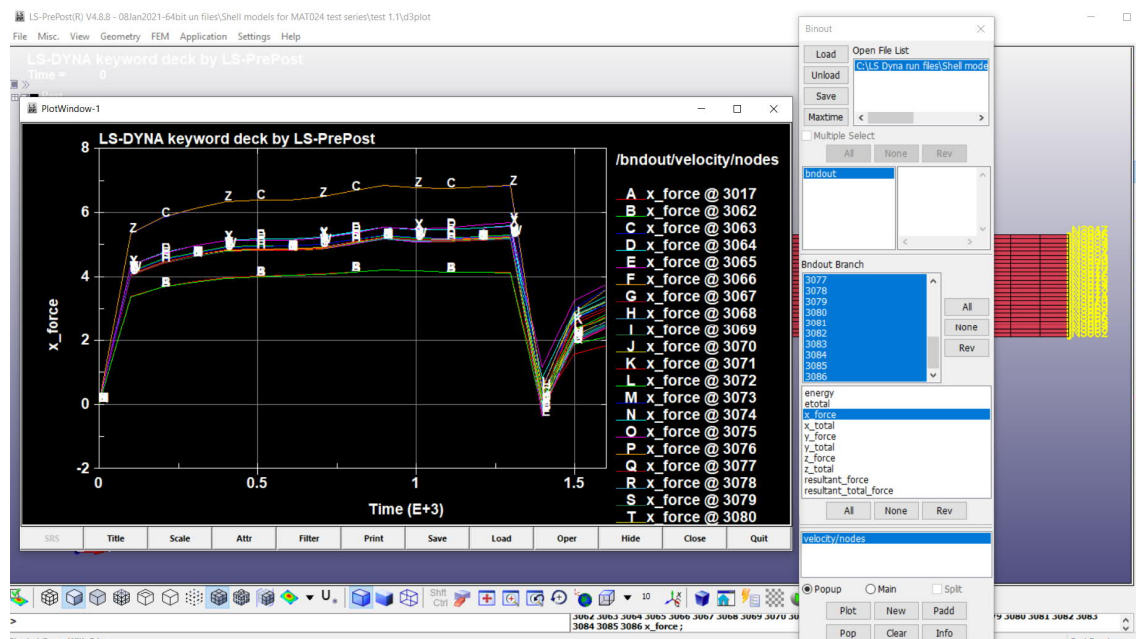 LS-PrePost(R) V4.8.8 - 08Jan2021-64bit un files\Shell models for MAT024 test series\test 1.1\d3plot
File Misc. View Geometry FEM Application Settings Help
LS-DYNA keyword deck by LS-PrePost
Time = 0
PlotWindow-1
LS-DYNA keyword deck by LS-PrePost
8
6
4
2
0
-2
x_force
0
0.5
1
1.5
Time (E+3)
/bndout/velocity/nodes
A x_force @ 3017
B x_force @ 3062
C x_force @ 3063
D x_force @ 3064
E x_force @ 3065
F x_force @ 3066
G x_force @ 3067
H x_force @ 3068
I x_force @ 3069
J x_force @ 3070
K x_force @ 3071
L x_force @ 3072
M x_force @ 3073
N x_force @ 3074
O x_force @ 3075
P x_force @ 3076
Q x_force @ 3077
R x_force @ 3078
S x_force @ 3079
T x_force @ 3080
SRS Title Scale Attr Filter Print Save Load Oper Hide Close Quit
Binout
Load
Unload
Save
Maxtime
Open File List
C:\LS Dyna run files\Shell mode
Multiple Select
All None Rev
bndout
Bndout Branch
3077
3078
3079
3080
3081
3082
3083
3084
3085
3086
All
None
Rev
energy
etotal
x_force
x_total
y_force
y_total
z_force
z_total
resultant_force
resultant_total_force
All None Rev
velocity/nodes
Popup Main Split
Plot New Padd
Pop Clear Info
Shft
Ctrl
10
>
3062 3063 3064 3065 3066 3067 3068 3069 3070 30
3084 3085 3086 x_force ;
79 3080 3081 3082 3083